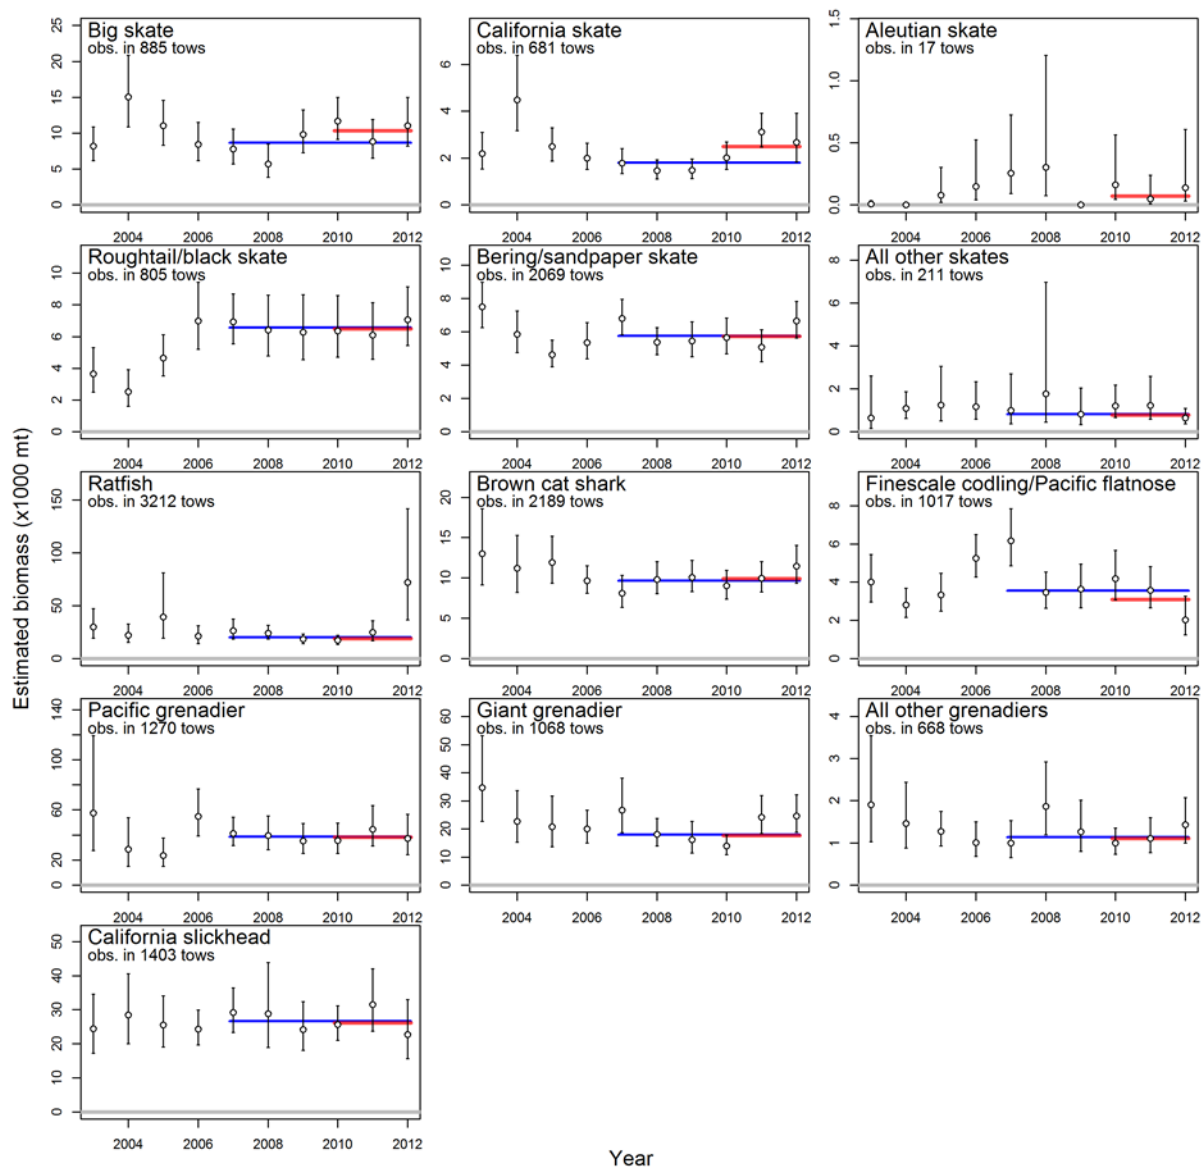 Estimated biomass (x1000 mt)
Big skate
obs. in 885 tows
0 5 10 15 20 25
2004 2006 2008 2010 2012
California skate
obs. in 681 tows
0 2 4 6
2004 2006 2008 2010 2012
Aleutian skate
obs. in 17 tows
0.0 0.5 1.0 1.5
2004 2006 2008 2010 2012
Roughtail/black skate
obs. in 805 tows
0 2 4 6 8 10
2004 2006 2008 2010 2012
Bering/sandpaper skate
obs. in 2069 tows
0 2 4 6 8 10
2004 2006 2008 2010 2012
All other skates
obs. in 211 tows
0 2 4 6 8
2004 2006 2008 2010 2012
Ratfish
obs. in 3212 tows
0 50 100 150
2004 2006 2008 2010 2012
Brown cat shark
obs. in 2189 tows
0 5 10 15 20
2004 2006 2008 2010 2012
Finescale codling/Pacific flatnose
obs. in 1017 tows
0 2 4 6 8
2004 2006 2008 2010 2012
Pacific grenadier
obs. in 1270 tows
0 20 40 60 100 140
2004 2006 2008 2010 2012
Giant grenadier
obs. in 1068 tows
0 10 20 30 40 50 60
2004 2006 2008 2010 2012
All other grenadiers
obs. in 668 tows
0 1 2 3 4
2004 2006 2008 2010 2012
California slickhead
obs. in 1403 tows
0 10 20 30 40 50
2004 2006 2008 2010 2012
Year